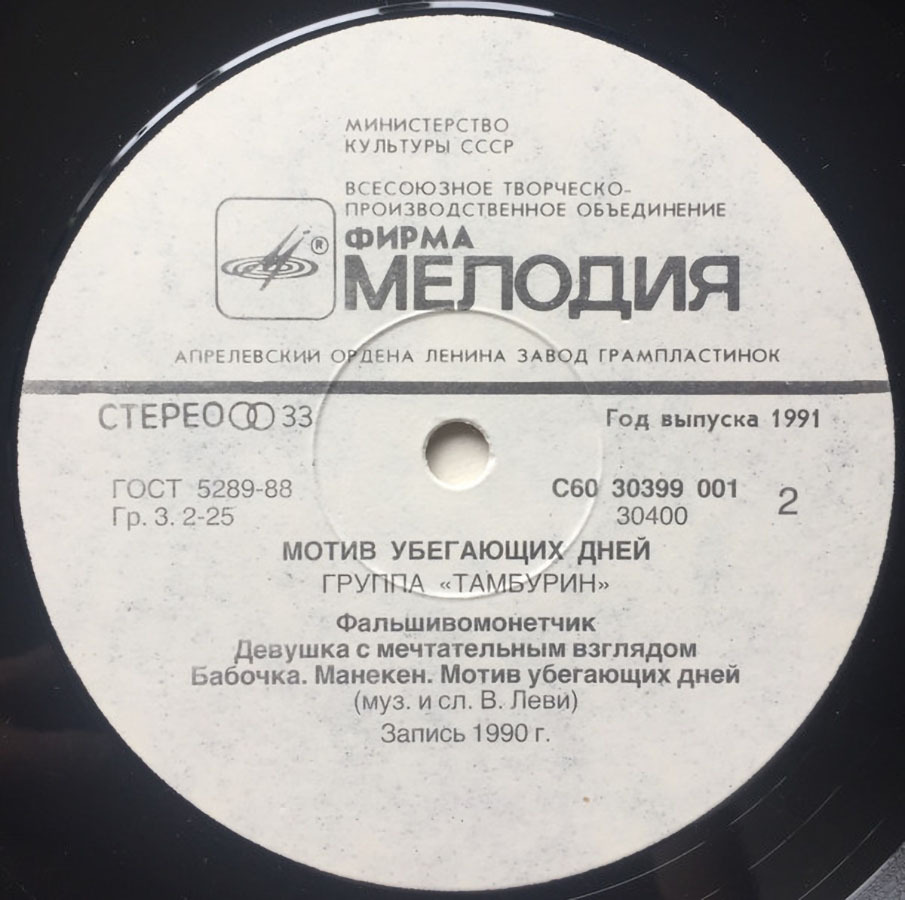 МИНИСТЕРСТВО
КУЛЬТУРЫ СССР
ВСЕСОЮЗНОЕ ТВОРЧЕСКО-
ПРОИЗВОДСТВЕННОЕ ОБЪЕДИНЕНИЕ
ФИРМА
®
МЕЛОДИЯ
АПРЕЛЕВСКИЙ ОРДЕНА ЛЕНИНА ЗАВОД ГРАМПЛАСТИНОК
СТЕРЕО 33 Год выпуска 1991
ГОСТ 5289-88 С60 30399 001
Гр. 3. 2-25 30400 2
МОТИВ УБЕГАЮЩИХ ДНЕЙ
ГРУППА «ТАМБУРИН»
Фальшивомонетчик
Девушка с мечтательным взглядом
Бабочка. Манекен. Мотив убегающих дней
(муз. и сл. В. Леви)
Запись 1990 г.